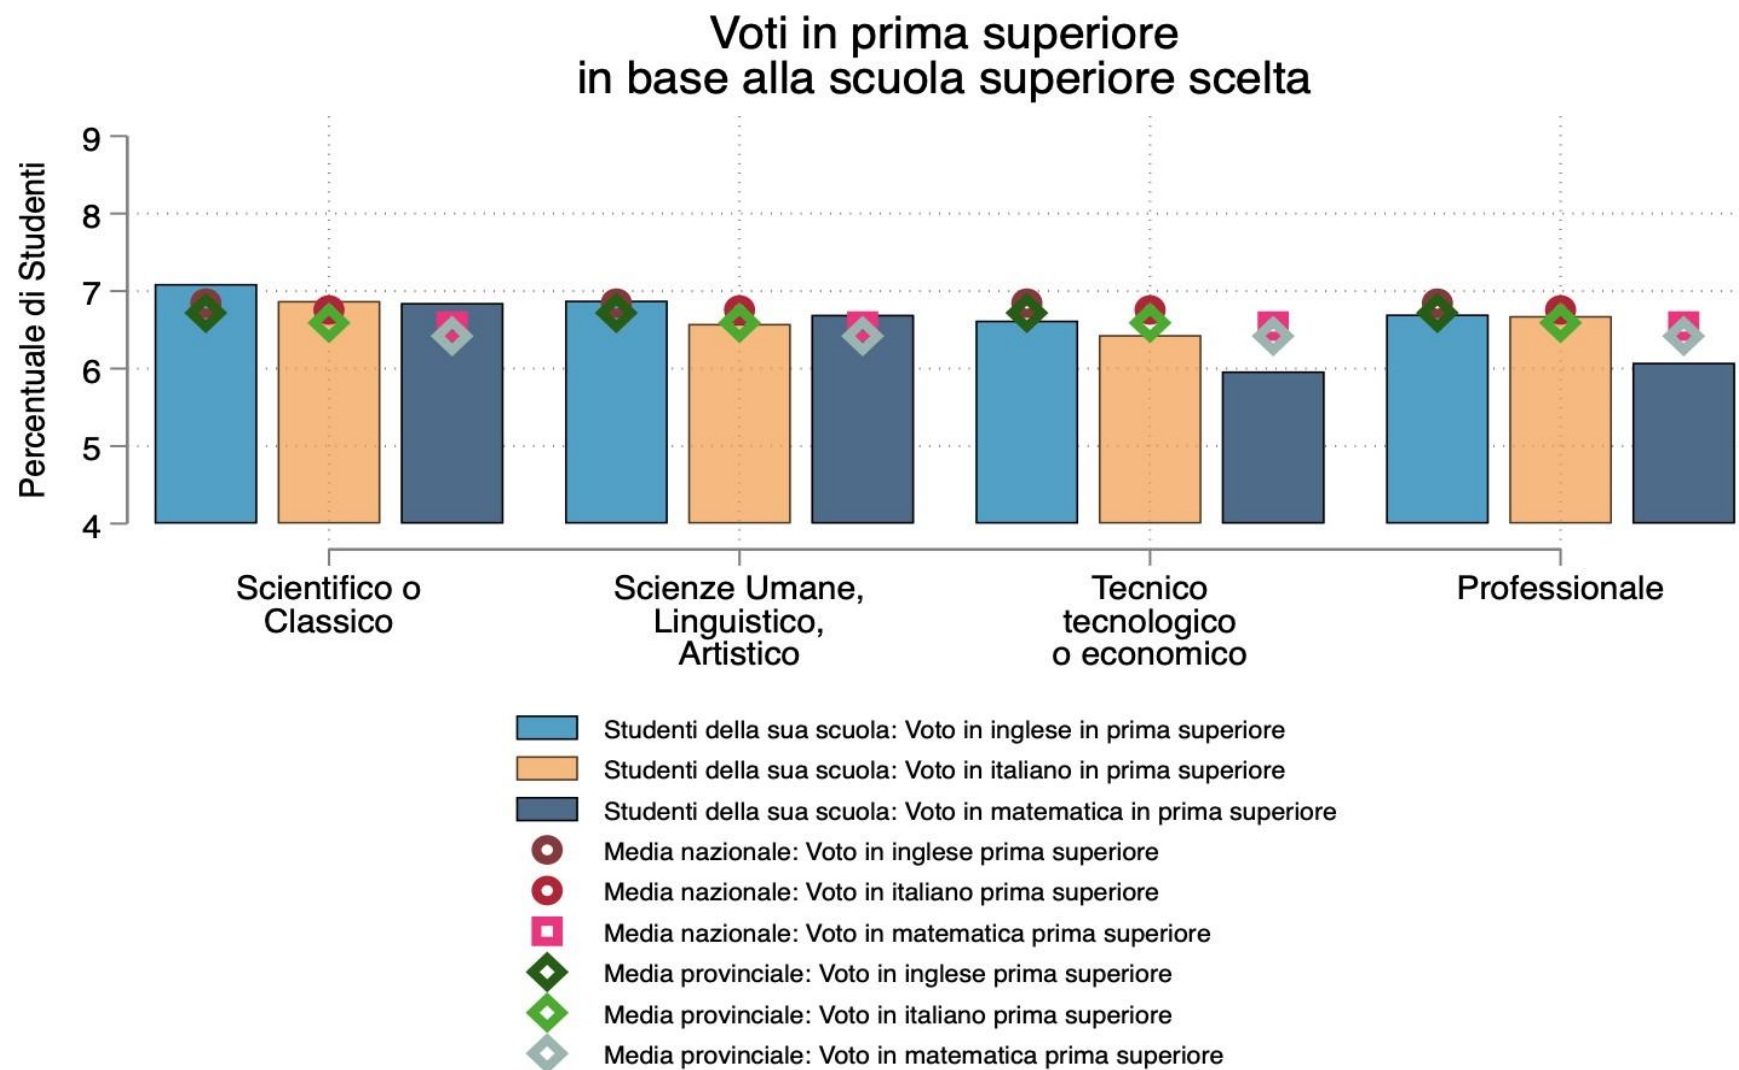 Voti in prima superiore
in base alla scuola superiore scelta
Percentuale di Studenti
9
8
7
6
5
4
Scientifico o
Classico
Scienze Umane,
Linguistico,
Artistico
Tecnico
tecnologico
o economico
Professionale
Studenti della sua scuola: Voto in inglese in prima superiore
Studenti della sua scuola: Voto in italiano in prima superiore
Studenti della sua scuola: Voto in matematica in prima superiore
Media nazionale: Voto in inglese prima superiore
Media nazionale: Voto in italiano prima superiore
Media nazionale: Voto in matematica prima superiore
Media provinciale: Voto in inglese prima superiore
Media provinciale: Voto in italiano prima superiore
Media provinciale: Voto in matematica prima superiore